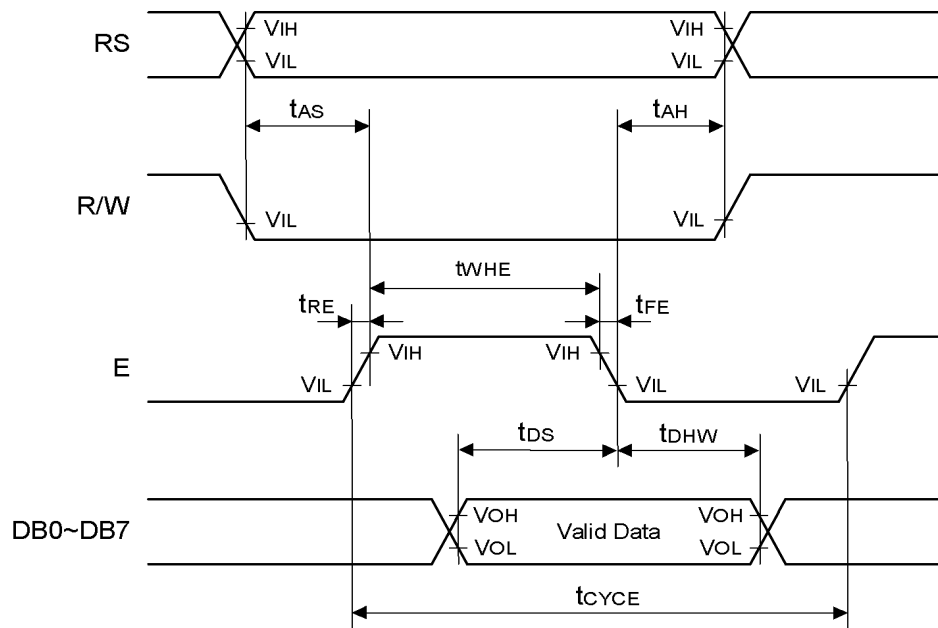 RS VIH VIH
VIL VIL
tAS tAH
R/W VIL VIL
tWHE
tRE tFE
E VIH VIH
VIL VIL VIL
tDS tDHW
DB0~DB7 VOH Valid Data VOH
VOL VOL
tCYCE